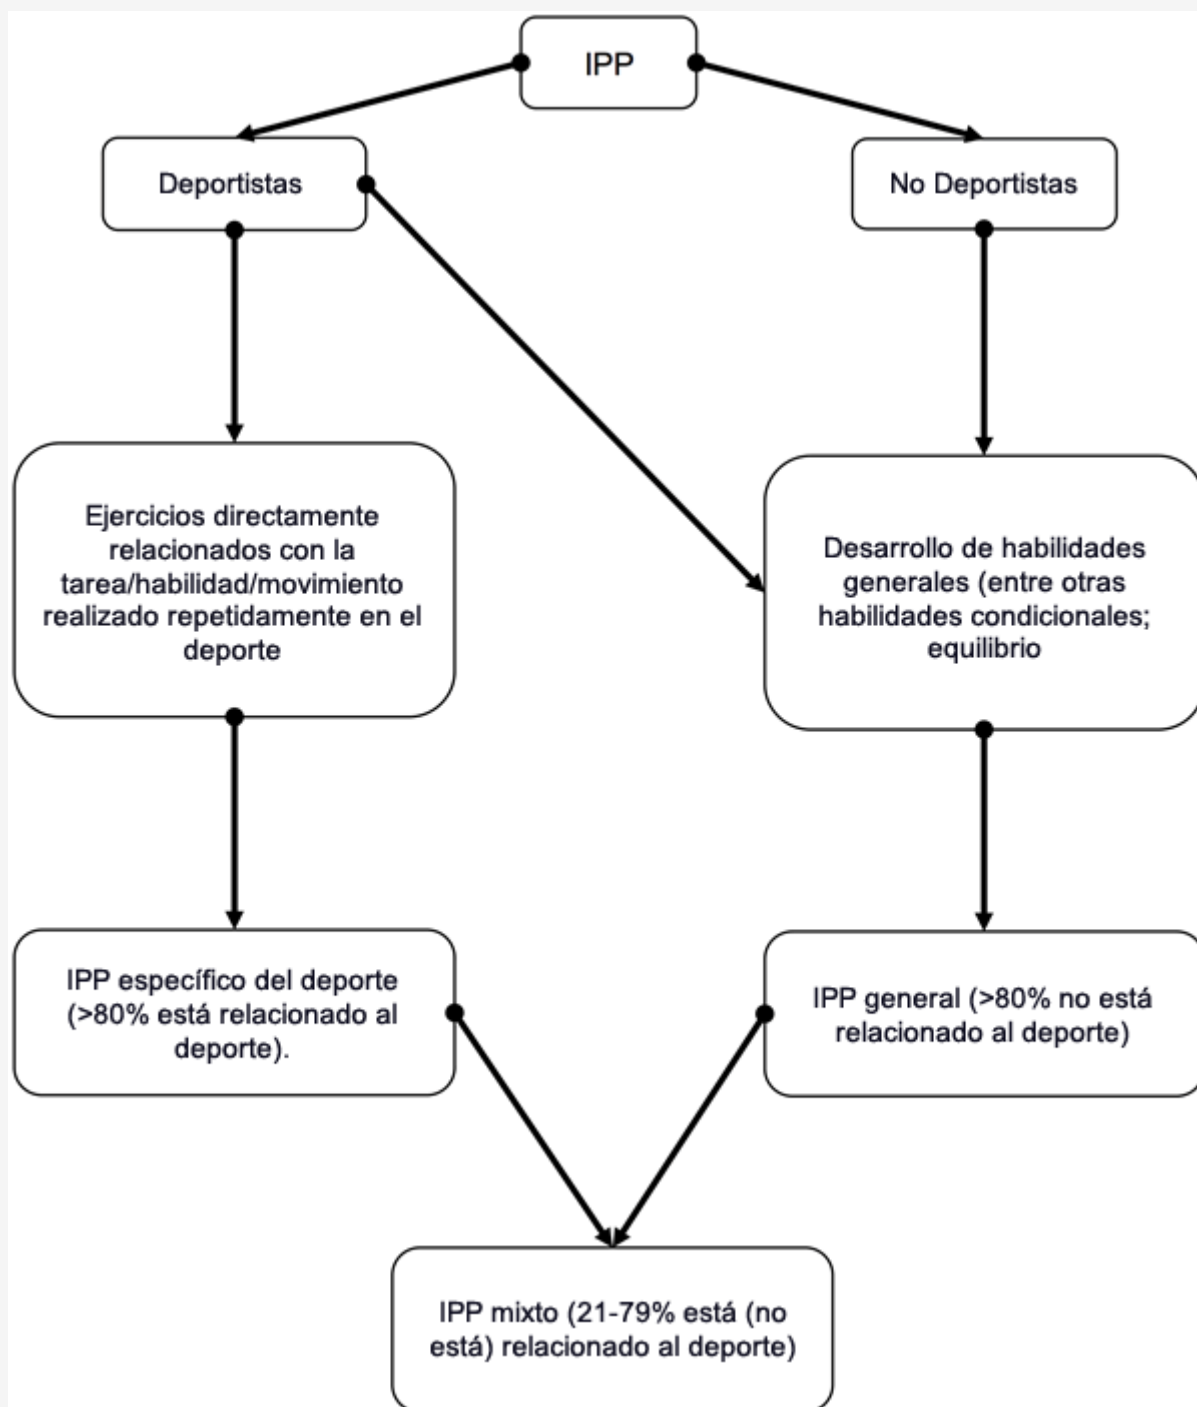 IPP
Deportistas
No Deportistas
Ejercicios directamente
relacionados con la
tarea/habilidad/movimiento
realizado repetidamente en el
deporte
Desarrollo de habilidades
generales (entre otras
habilidades condicionales;
equilibrio
IPP específico del deporte
(>80% está relacionado al
deporte).
IPP general (>80% no está
relacionado al deporte)
IPP mixto (21-79% está (no
está) relacionado al deporte)